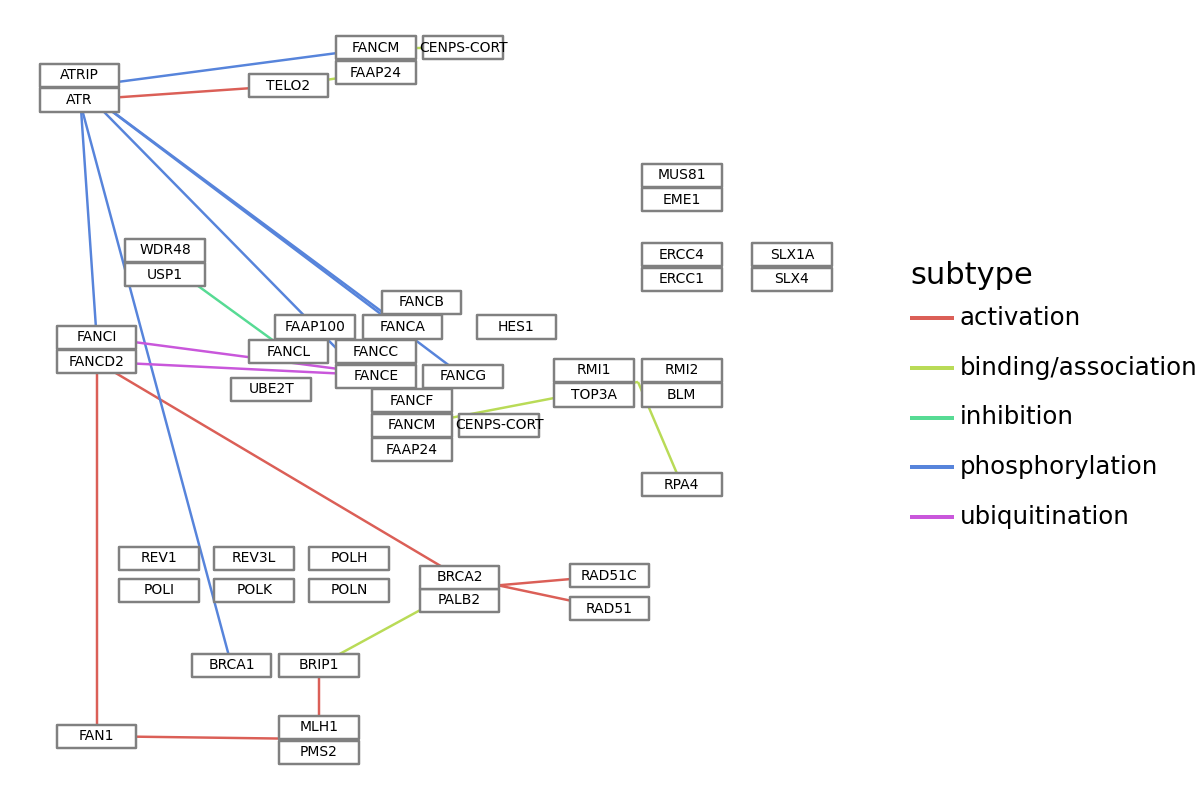 FANCM
CENPS-CORT
ATRIP
FAAP24
TELO2
ATR
MUS81
EME1
WDR48
ERCC4
SLX1A
USP1
ERCC1
SLX4
FANCB
FAAP100
FANCA
HES1
FANCI
FANCL
FANCC
FANCD2
RMI1
RMI2
FANCE
FANCG
UBE2T
TOP3A
BLM
FANCF
FANCM
CENPS-CORT
FAAP24
RPA4
REV1
REV3L
POLH
BRCA2
RAD51C
POLI
POLK
POLN
PALB2
RAD51
BRCA1
BRIP1
MLH1
FAN1
PMS2
subtype
activation
binding/association
inhibition
phosphorylation
ubiquitination